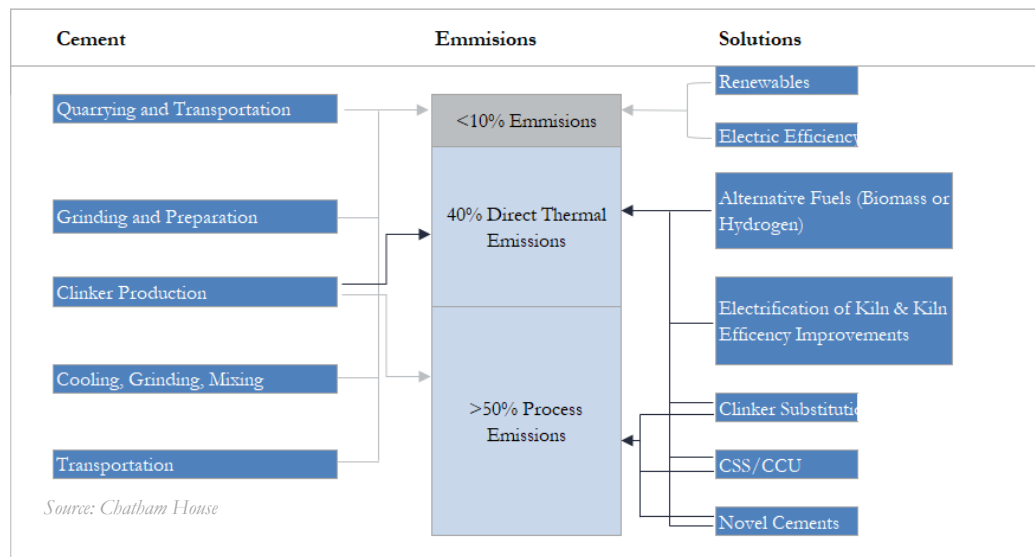 Cement
Emmisions
Solutions
Quarrying and Transportation
Grinding and Preparation
Clinker Production
Cooling, Grinding, Mixing
Transportation
Source: Chatham House
<10% Emmisions
40% Direct Thermal
Emissions
>50% Process
Emissions
Renewables
Electric Efficiency
Alternative Fuels (Biomass or
Hydrogen)
Electrification of Kiln & Kiln
Efficency Improvements
Clinker Substitutio
CSS/CCU
Novel Cements